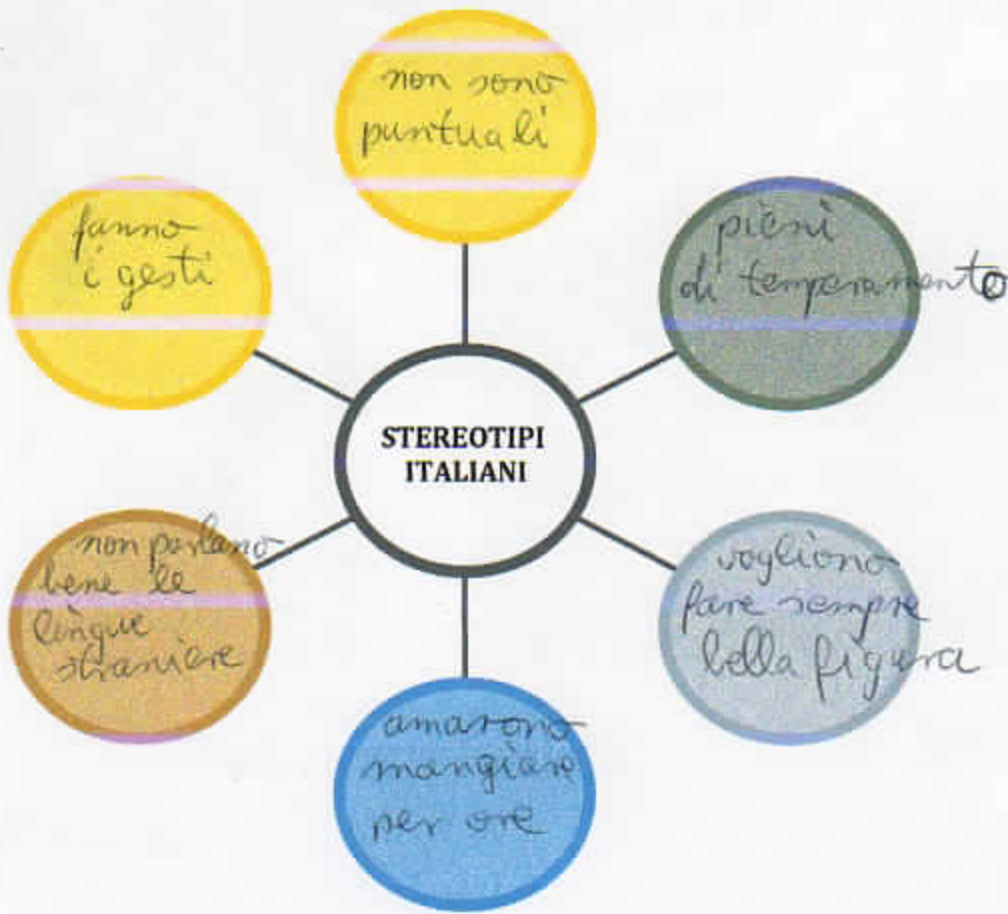 non sono
puntuali
fanno
i gesti
pieni
di temperamento
STEREOTIPI
ITALIANI
non parlano
bene le
lingue
straniere
vogliono
fare sempre
bella figura
amarono
mangiare
per ore